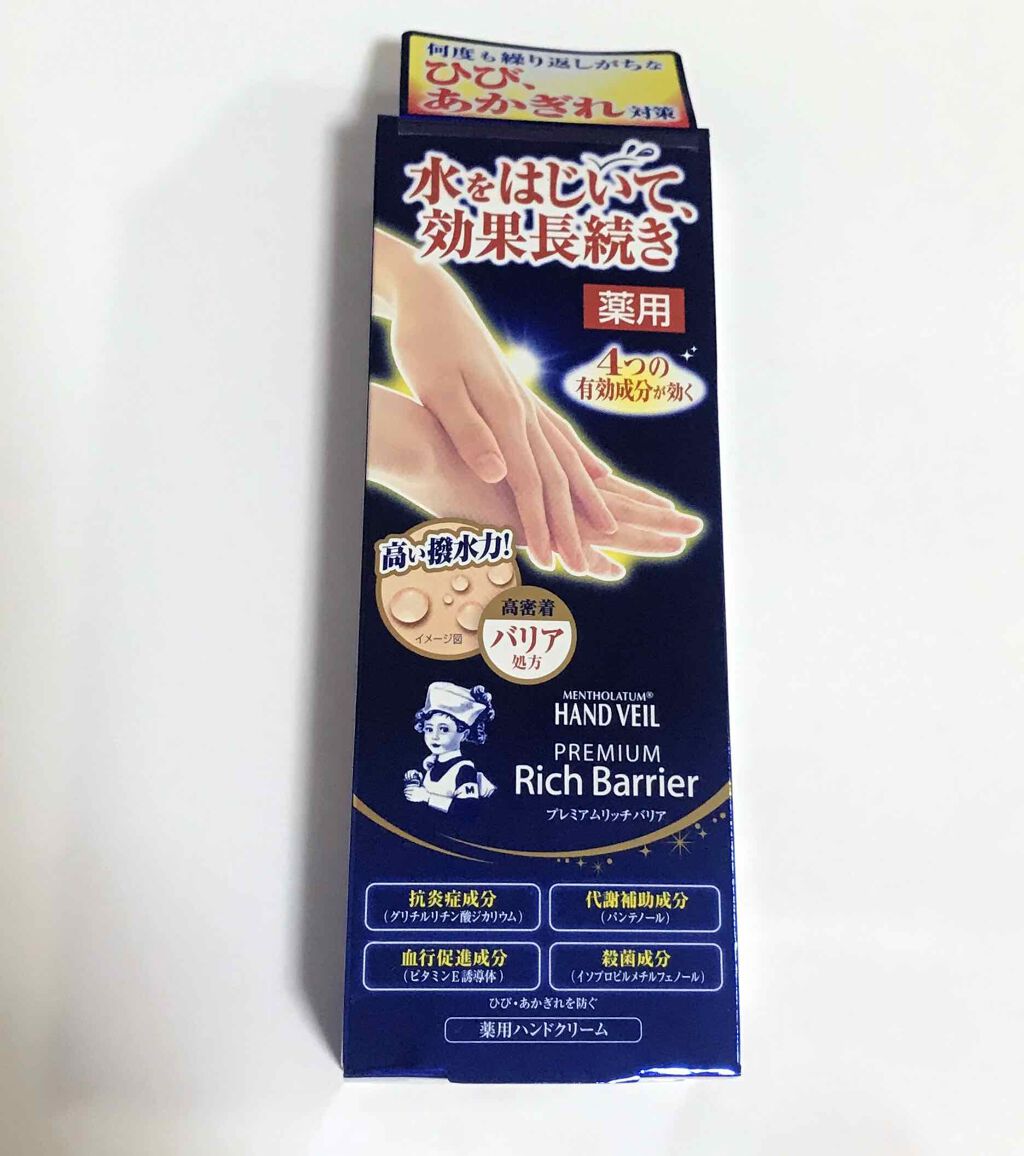 何度も繰り返しがちな
ひび、
あかぎれ対策
水をはじいて、
効果長続き
薬用
4つの
有効成分が効く
高い撥水力!
イメージ図
高密着
バリア
処方
MENTHOLATUM®
HAND VEIL
PREMIUM
Rich Barrier
プレミアムリッチバリア
抗炎症成分
(グリチルリチン酸ジカリウム)
代謝補助成分
(パンテノール)
血行促進成分
(ビタミンE誘導体)
殺菌成分
(イソプロピルメチルフェノール)
ひび・あかぎれを防ぐ
薬用ハンドクリーム